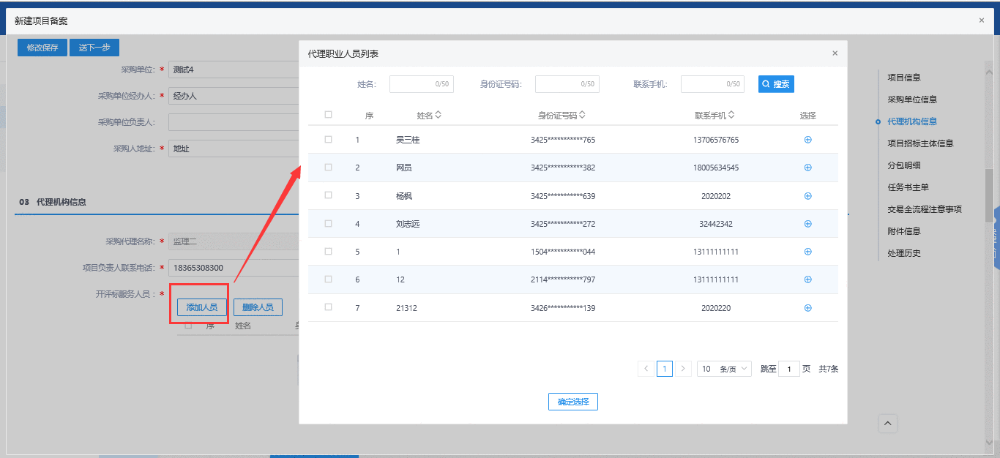 新建项目备案 ×
修改保存 送下一步
采购单位: * 测试4
采购单位经办人: * 经办人
采购单位负责人:
采购人地址: * 地址
03 代理机构信息
采购代理名称: * 监理二
项目负责人联系电话: * 18365308300
开评标服务人员: *
添加人员 删除人员
序 姓名
代理职业人员列表 ×
姓名: 0/50 身份证号码: 0/50 联系手机: 0/50 搜索
序 姓名 身份证号码 联系手机 选择
1 吴三桂 3425***********765 13706576765
2 网员 3425***********382 18005634545
3 杨枫 3425***********639 2020202
4 刘志远 3425***********272 32442342
5 1 1504***********044 13111111111
6 12 2114***********797 13111111111
7 21312 3426***********139 2020220
< 1 > 10 条/页 跳至 1 页 共7条
确定选择
项目信息
采购单位信息
代理机构信息
项目招标主体信息
分包明细
任务书主单
交易全流程注意事项
附件信息
处理历史